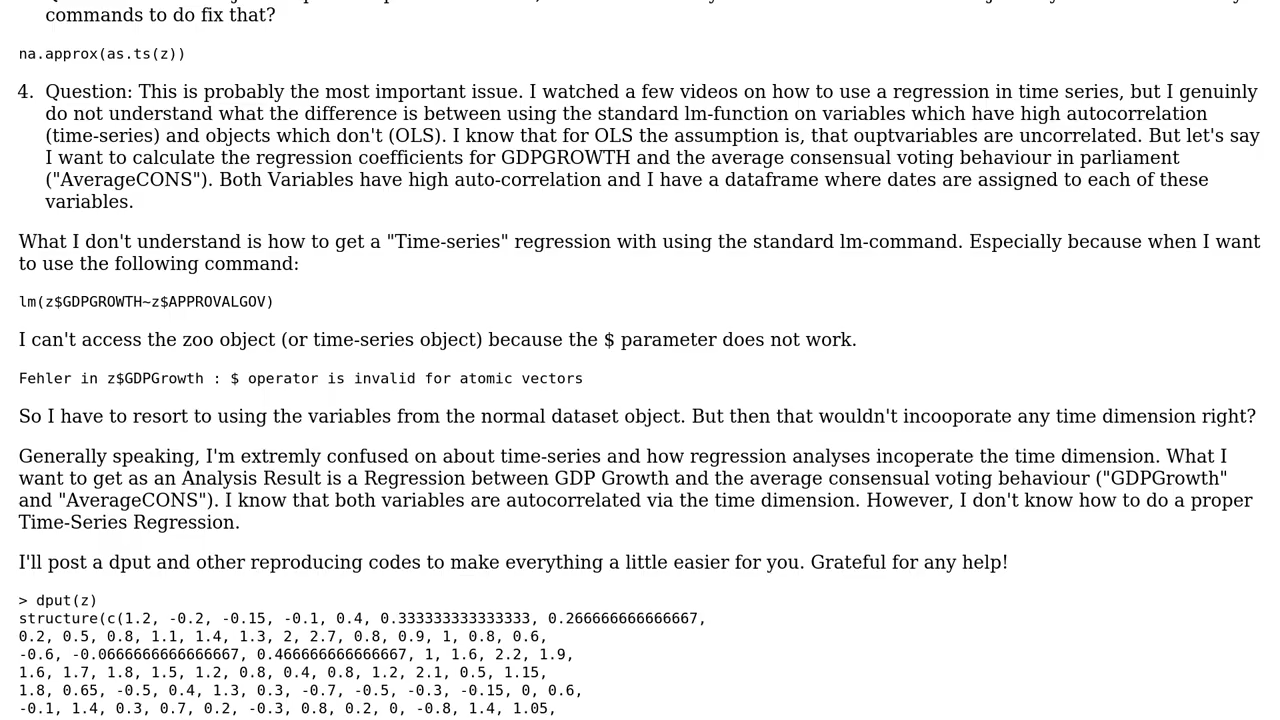 commands to do fix that?
na.approx(as.ts(z))
4. Question: This is probably the most important issue. I watched a few videos on how to use a regression in time series, but I genuinly
do not understand what the difference is between using the standard lm-function on variables which have high autocorrelation
(time-series) and objects which don't (OLS). I know that for OLS the assumption is, that ouptvariables are uncorrelated. But let's say
I want to calculate the regression coefficients for GDPGROWTH and the average consensual voting behaviour in parliament
("AverageCONS"). Both Variables have high auto-correlation and I have a dataframe where dates are assigned to each of these
variables.
What I don't understand is how to get a "Time-series" regression with using the standard lm-command. Especially because when I want
to use the following command:
lm(z$GDPGROWTH~z$APPROVALGOV)
I can't access the zoo object (or time-series object) because the $ parameter does not work.
Fehler in z$GDPGrowth : $ operator is invalid for atomic vectors
So I have to resort to using the variables from the normal dataset object. But then that wouldn't incooporate any time dimension right?
Generally speaking, I'm extremly confused on about time-series and how regression analyses incoperate the time dimension. What I
want to get as an Analysis Result is a Regression between GDP Growth and the average consensual voting behaviour ("GDPGrowth"
and "AverageCONS"). I know that both variables are autocorrelated via the time dimension. However, I don't know how to do a proper
Time-Series Regression.
I'll post a dput and other reproducing codes to make everything a little easier for you. Grateful for any help!
> dput(z)
structure(c(1.2, -0.2, -0.15, -0.1, 0.4, 0.333333333333333, 0.266666666666667,
0.2, 0.5, 0.8, 1.1, 1.4, 1.3, 2, 2.7, 0.8, 0.9, 1, 0.8, 0.6,
-0.6, -0.0666666666666667, 0.466666666666667, 1, 1.6, 2.2, 1.9,
1.6, 1.7, 1.8, 1.5, 1.2, 0.8, 0.4, 0.8, 1.2, 2.1, 0.5, 1.15,
1.8, 0.65, -0.5, 0.4, 1.3, 0.3, -0.7, -0.5, -0.3, -0.15, 0, 0.6,
-0.1, 1.4, 0.3, 0.7, 0.2, -0.3, 0.8, 0.2, 0, -0.8, 1.4, 1.05,